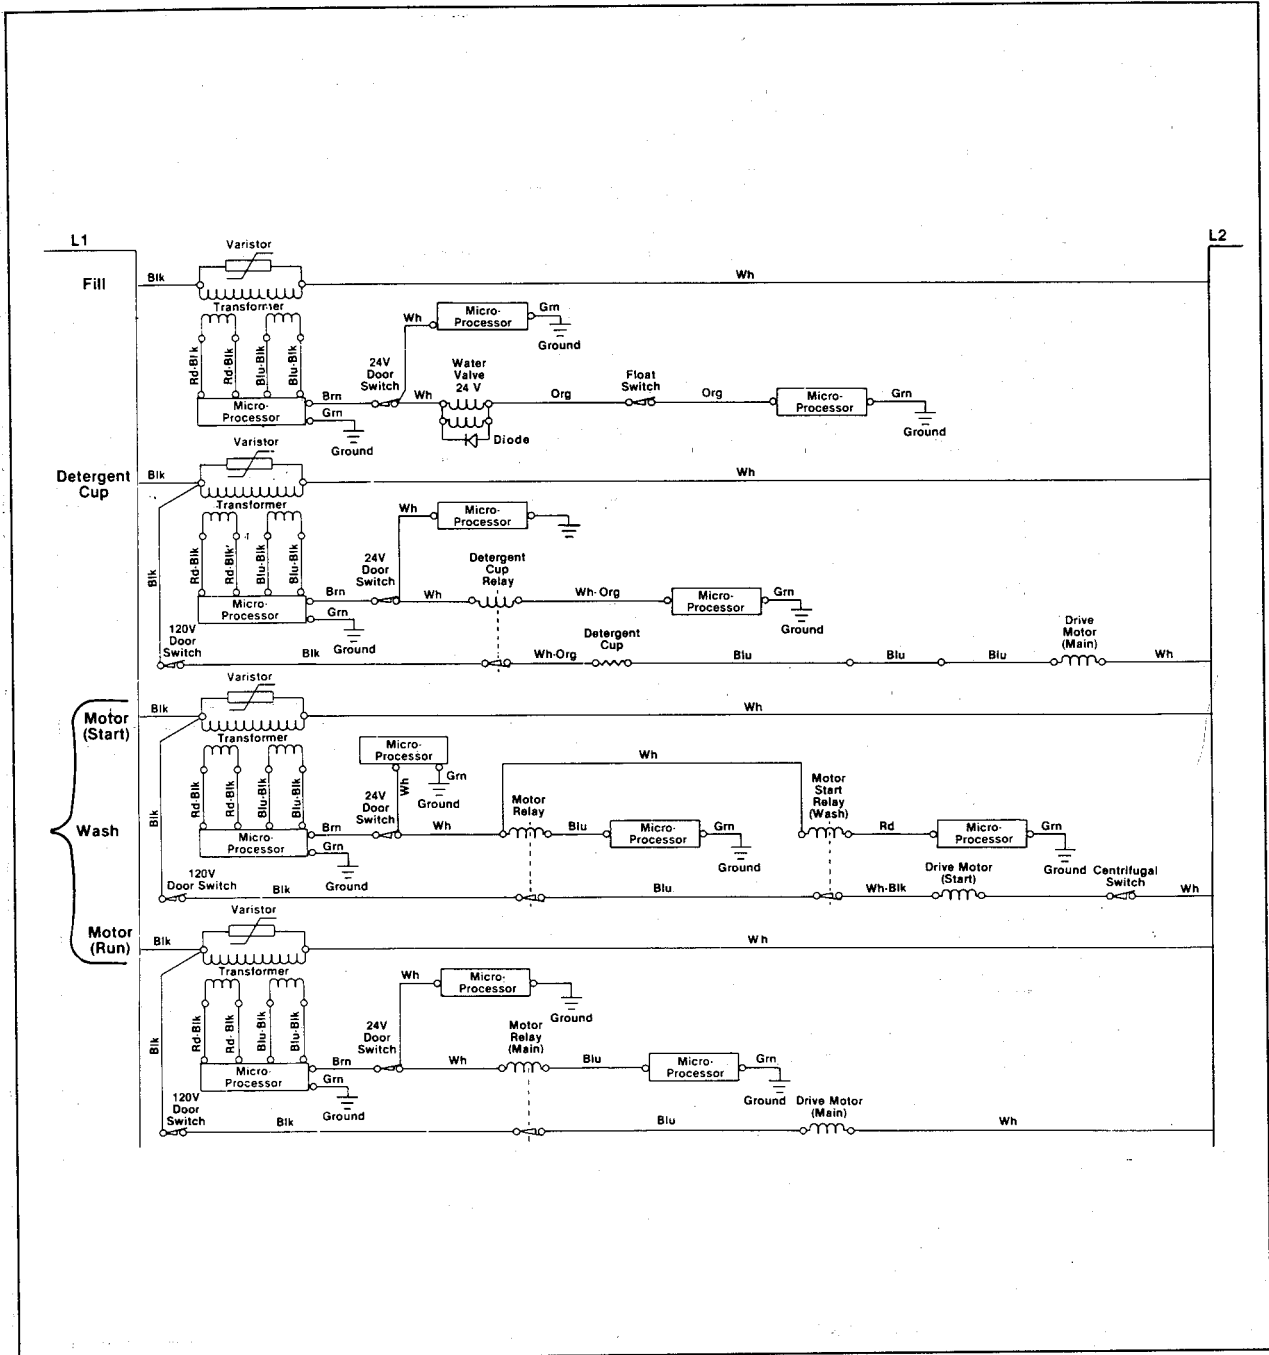 L1
L2
Varistor
Fill
Blk
Wh
Transformer
Rd-Blk
Rd-Blk
Blu-Blk
Blu-Blk
Micro-
Processor
Brn
Grn
Ground
24V
Door
Switch
Wh
Micro-
Processor
Grn
Ground
Wh
Water
Valve
24 V
Diode
Org
Float
Switch
Org
Micro-
Processor
Grn
Ground
Varistor
Detergent
Cup
Blk
Wh
Transformer
Blk
Rd-Blk
Rd-Blk
Blu-Blk
Blu-Blk
Micro-
Processor
Brn
Grn
Ground
24V
Door
Switch
Wh
Micro-
Processor
Wh
Detergent
Cup
Relay
Wh-Org
Micro-
Processor
Grn
Ground
120V
Door
Switch
Blk
Wh-Org
Detergent
Cup
Blu
Blu
Blu
Drive
Motor
(Main)
Wh
Varistor
Motor
(Start)
Blk
Wh
Transformer
Wash
Blk
Rd-Blk
Rd-Blk
Blu-Blk
Blu-Blk
Micro-
Processor
Brn
Grn
Ground
24V
Door
Switch
Micro-
Processor
Wh
Grn
Ground
Wh
Motor
Relay
Blu
Micro-
Processor
Grn
Ground
Wh
Motor
Start
Relay
(Wash)
Rd
Micro-
Processor
Grn
Ground
120V
Door Switch
Blk
Blu
Wh-Blk
Drive Motor
(Start)
Centrifugal
Switch
Wh
Varistor
Motor
(Run)
Blk
Wh
Transformer
Blk
Rd-Blk
Rd-Blk
Blu-Blk
Blu-Blk
Micro-
Processor
Brn
Grn
Ground
24V
Door
Switch
Wh
Micro-
Processor
Ground
Wh
Motor
Relay
(Main)
Blu
Micro-
Processor
Grn
Ground
120V
Door
Switch
Blk
Blu
Drive Motor
(Main)
Wh